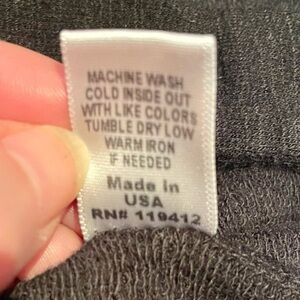 MACHINE WASH
COLD INSIDE OUT
WITH LIKE COLORS
TUMBLE DRY LOW
WARM IRON
IF NEEDED
Made In
USA
RN# 119412